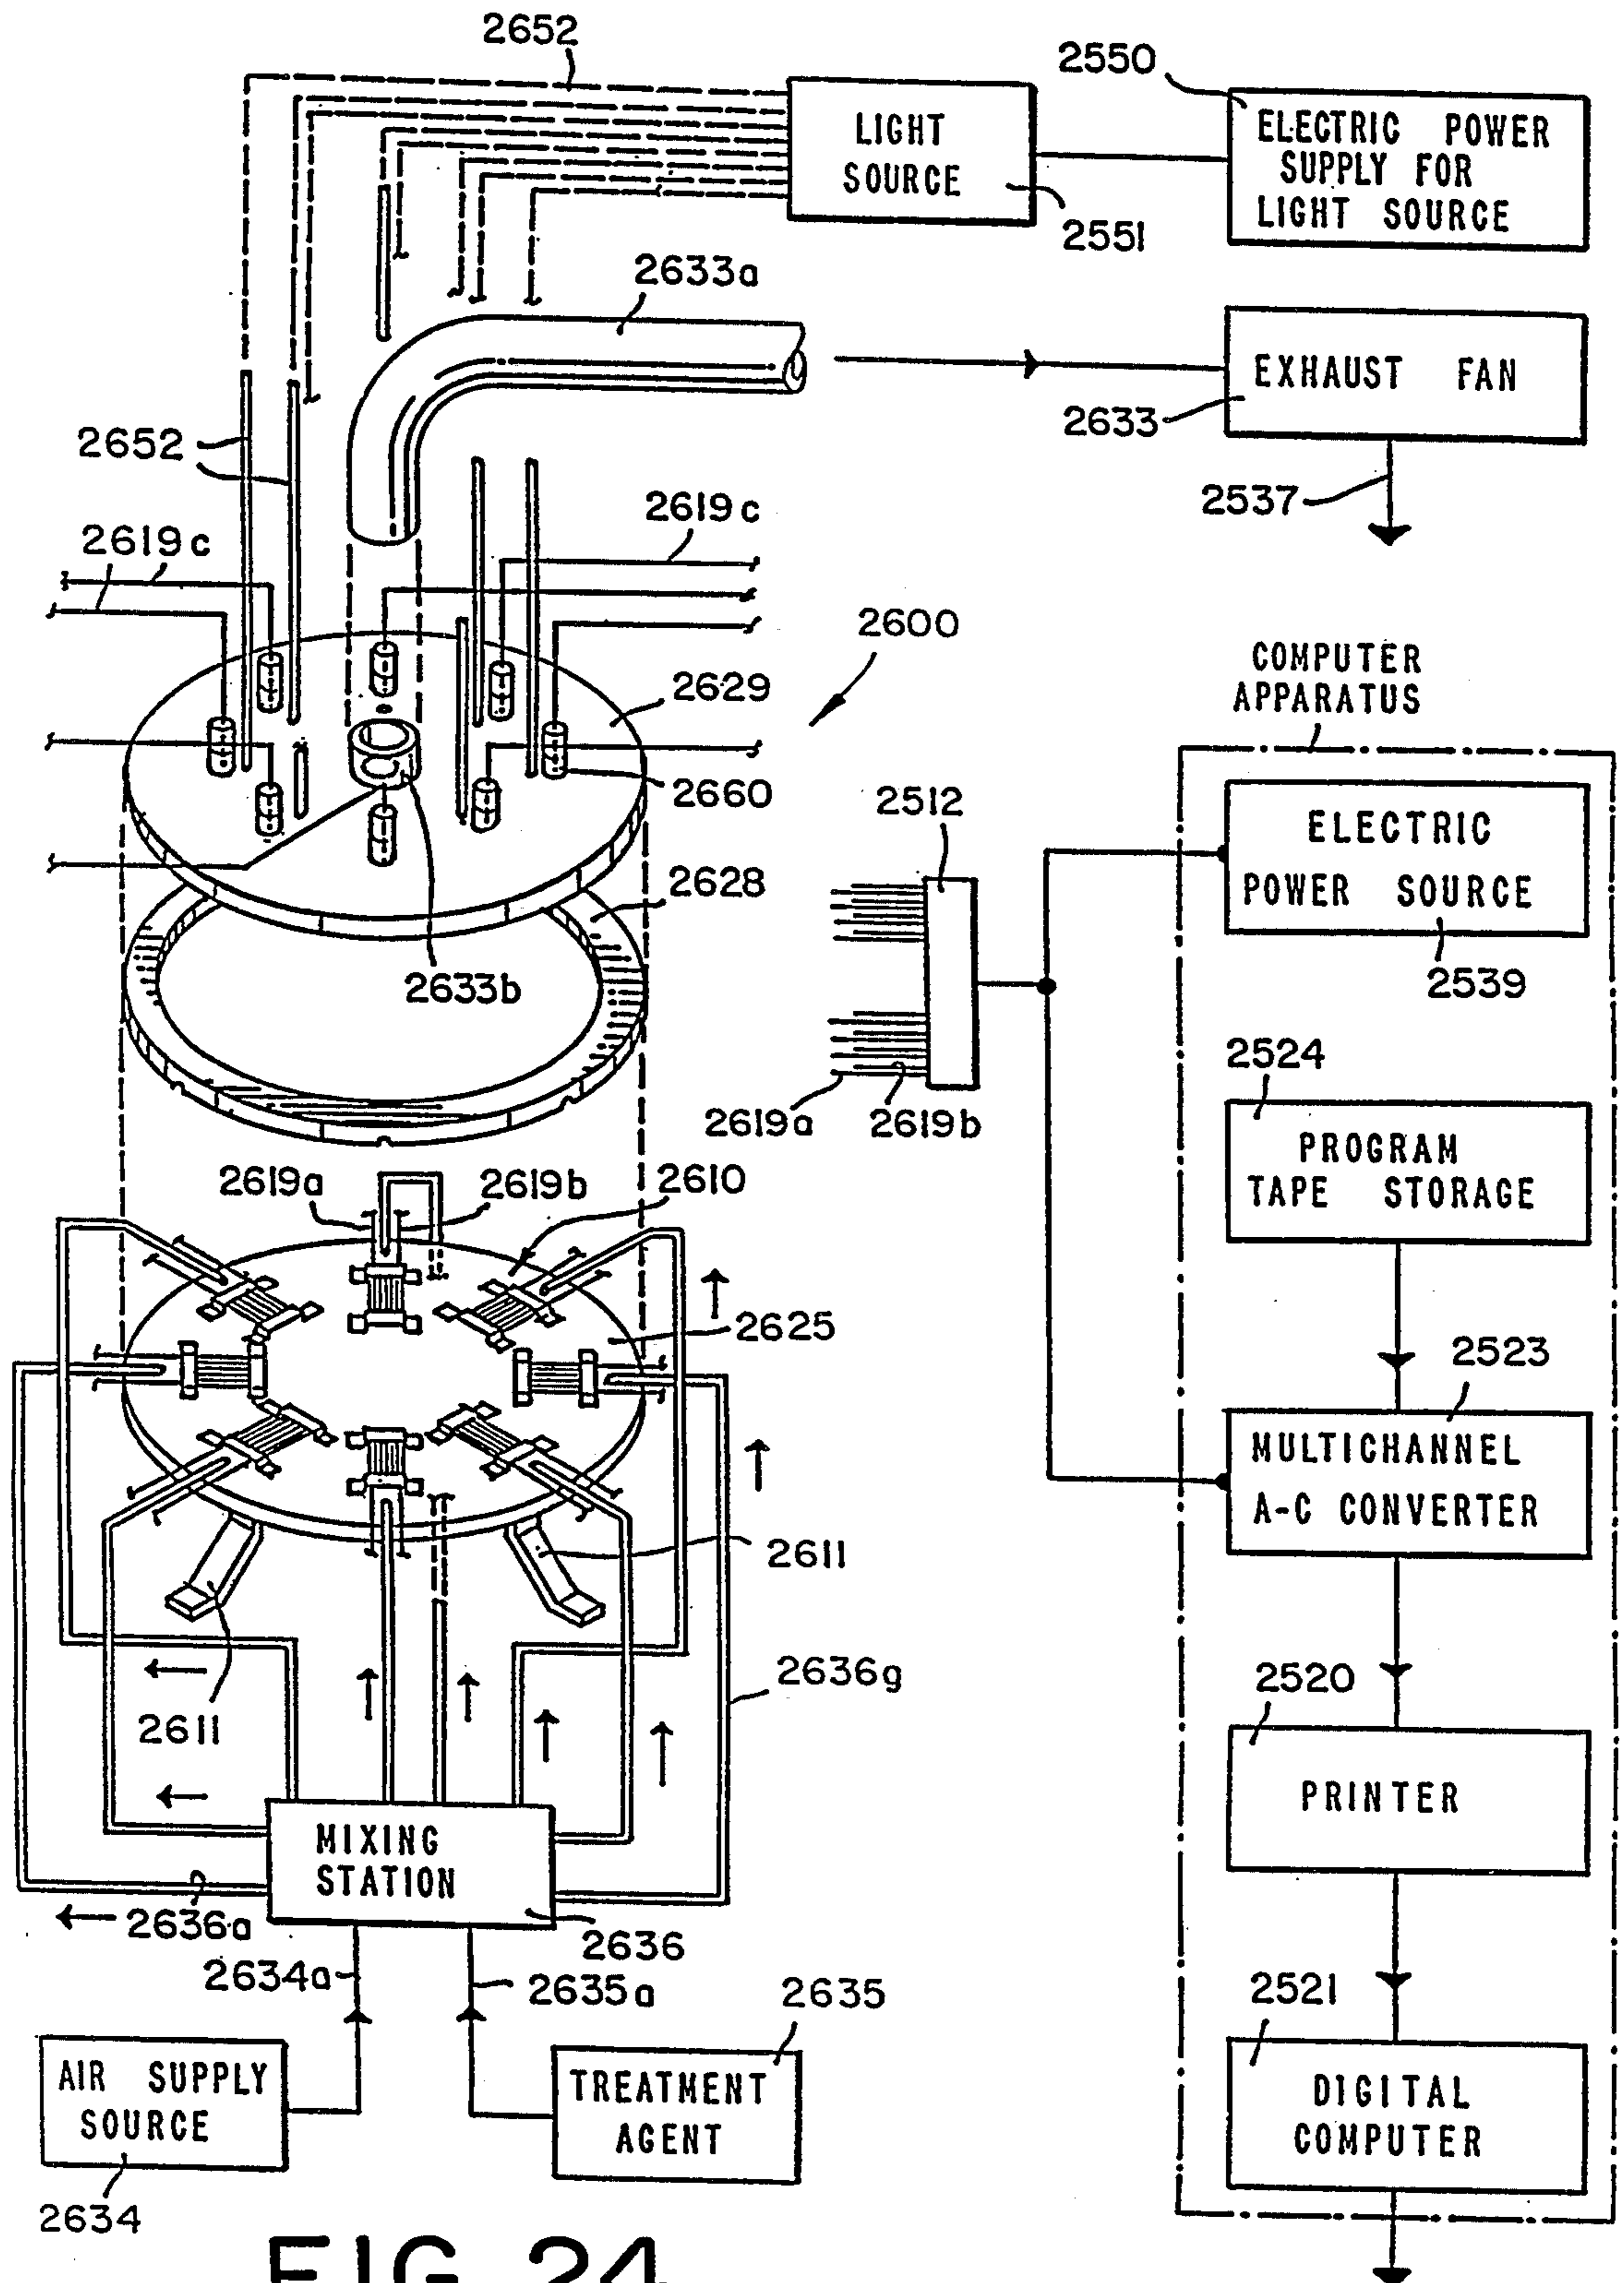 2652
2550
LIGHT
SOURCE
2551
ELECTRIC POWER
SUPPLY FOR
LIGHT SOURCE
2633a
EXHAUST FAN
2633
2537
2652
2619c
2619c
2600
COMPUTER
APPARATUS
2629
2660
2512
ELECTRIC
POWER SOURCE
2539
2628
2633b
2619a
2619b
2524
PROGRAM
TAPE STORAGE
2619a
2619b
2610
2625
2523
MULTICHANNEL
A-C CONVERTER
2611
2611
2636g
2520
PRINTER
MIXING
STATION
2636a
2636
2634a
2635a
2635
2521
AIR SUPPLY
SOURCE
TREATMENT
AGENT
DIGITAL
COMPUTER
2634
FIG. 24